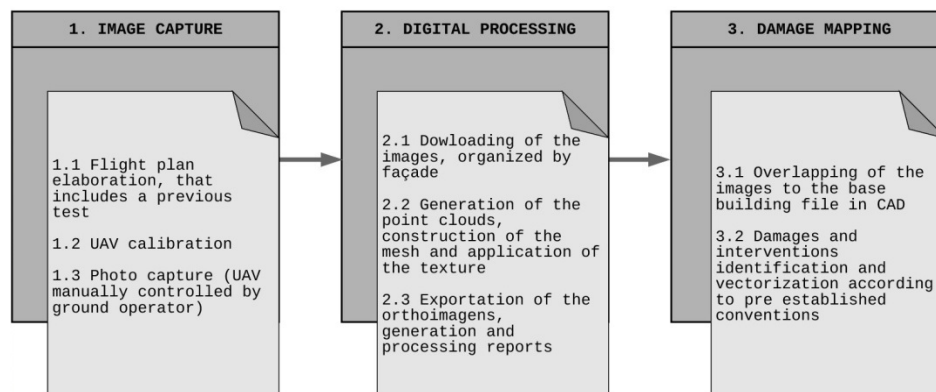 1. IMAGE CAPTURE
1.1 Flight plan
elaboration, that
includes a previous
test
1.2 UAV calibration
1.3 Photo capture (UAV
manually controlled by
ground operator)
2. DIGITAL PROCESSING
2.1 Dowloading of the
images, organized by
façade
2.2 Generation of the
point clouds,
construction of the
mesh and application of
the texture
2.3 Exportation of the
orthoimagens,
generation and
processing reports
3. DAMAGE MAPPING
3.1 Overlapping of the
images to the base
building file in CAD
3.2 Damages and
interventions
identification and
vectorization according
to pre established
conventions